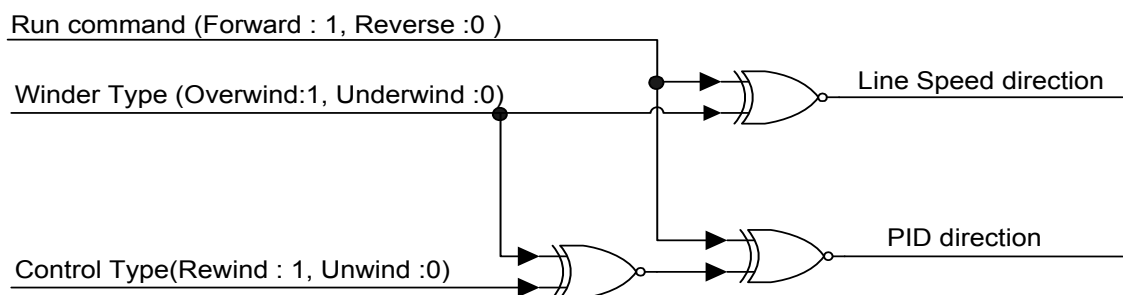 Run command (Forward : 1, Reverse :0 )
Winder Type (Overwind:1, Underwind :0)
Line Speed direction
Control Type(Rewind : 1, Unwind :0)
PID direction